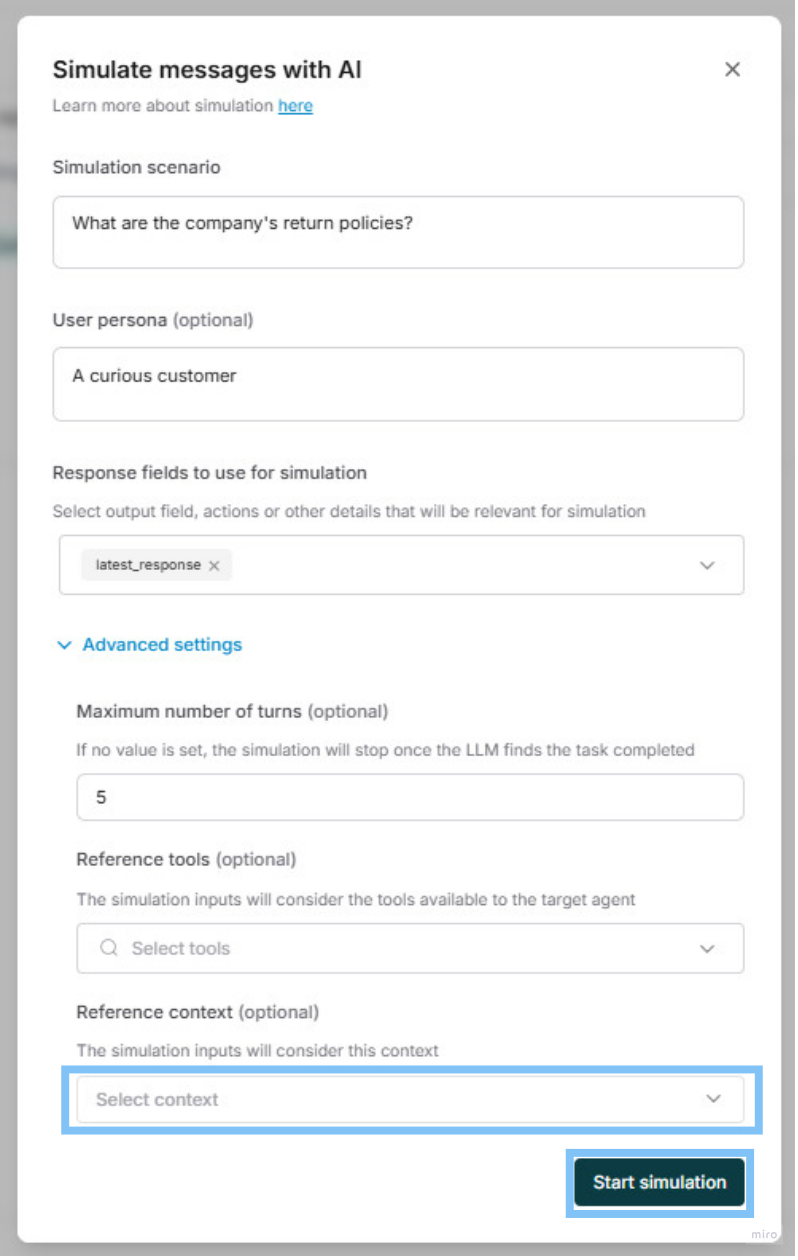 Simulate messages with AI
Learn more about simulation here
Simulation scenario
What are the company's return policies?
User persona (optional)
A curious customer
Response fields to use for simulation
Select output field, actions or other details that will be relevant for simulation
latest_response
Advanced settings
Maximum number of turns (optional)
If no value is set, the simulation will stop once the LLM finds the task completed
5
Reference tools (optional)
The simulation inputs will consider the tools available to the target agent
Select tools
Reference context (optional)
The simulation inputs will consider this context
Select context
Start simulation
miro